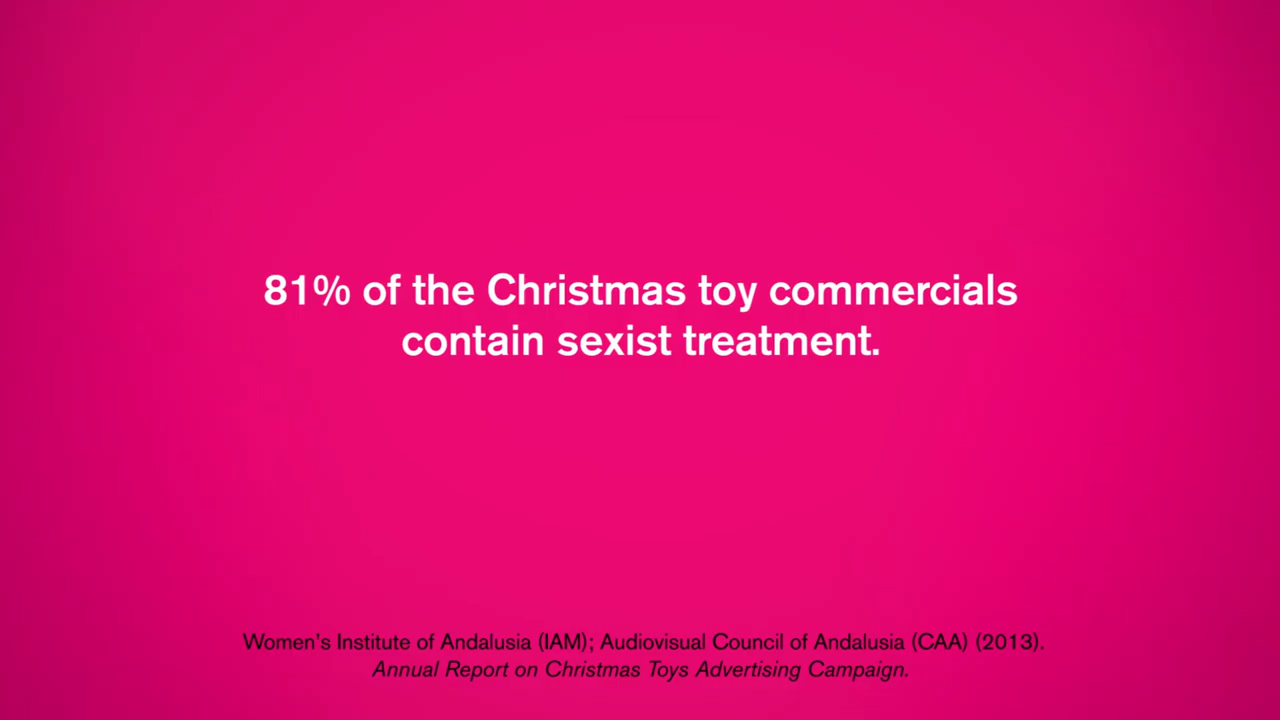 81% of the Christmas toy commercials
contain sexist treatment.
Women's Institute of Andalusia (IAM); Audiovisual Council of Andalusia (CAA) (2013).
Annual Report on Christmas Toys Advertising Campaign.